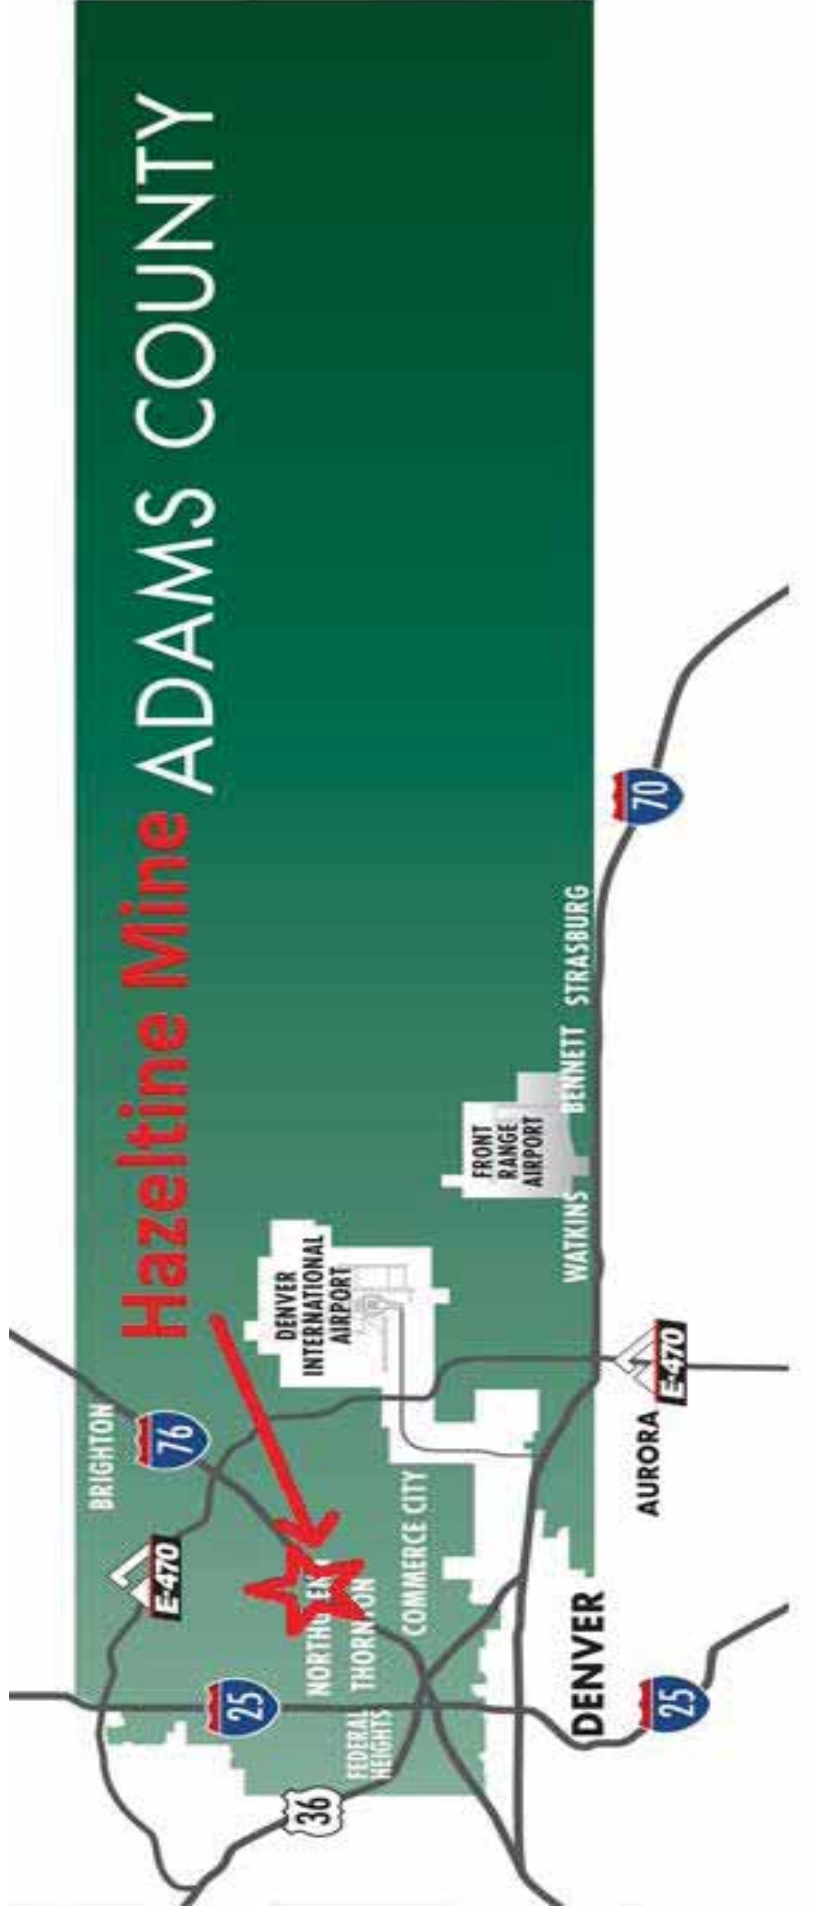 BRIGHTON
E-470
Hazeltine Mine
ADAMS COUNTY
76
25
DENVER
INTERNATIONAL
AIRPORT
36
THORNTON
FEDERAL
HEIGHTS
COMMERCE CITY
FRONT
RANGE
AIRPORT
WATKINS
BENNETT
STRASBURG
DENVER
AURORA
E-470
70
25